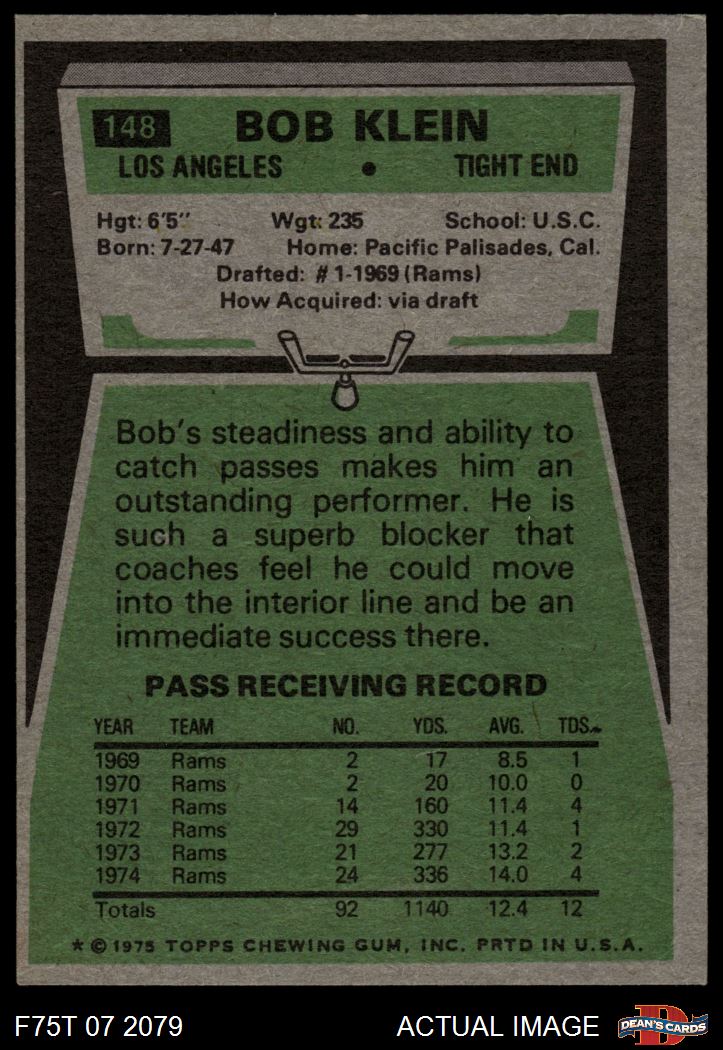 148 BOB KLEIN
LOS ANGELES • TIGHT END
Hgt: 6'5" Wgt: 235 School: U.S.C.
Born: 7-27-47 Home: Pacific Palisades, Cal.
Drafted: #1-1969 (Rams)
How Acquired: via draft
Bob's steadiness and ability to
catch passes makes him an
outstanding performer. He is
such a superb blocker that
coaches feel he could move
into the interior line and be an
immediate success there.
PASS RECEIVING RECORD
YEAR TEAM NO. YDS. AVG. TDS.
1969 Rams 2 17 8.5 1
1970 Rams 2 20 10.0 0
1971 Rams 14 160 11.4 4
1972 Rams 29 330 11.4 1
1973 Rams 21 277 13.2 2
1974 Rams 24 336 14.0 4
Totals 92 1140 12.4 12
* © 1975 TOPPS CHEWING GUM, INC. PRTD IN U.S.A.
F75T 07 2079 ACTUAL IMAGE D DEAN'S CARDS